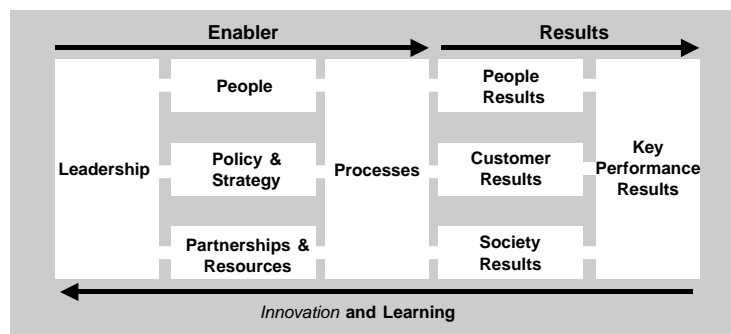 Enabler
Results
Leadership
People
Policy &
Strategy
Partnerships &
Resources
Processes
People
Results
Customer
Results
Society
Results
Key
Performance
Results
Innovation and Learning